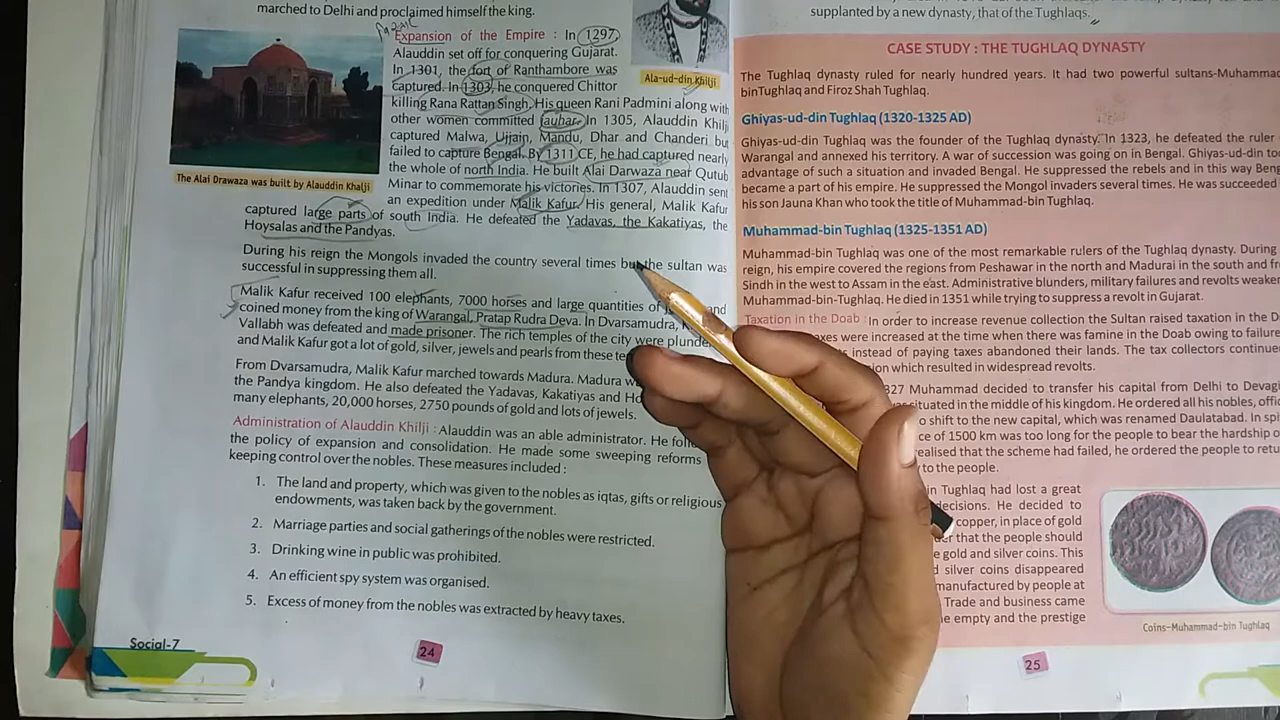 marched to Delhi and proclaimed himself the king.
Expansion of the Empire : In 1297,
Alauddin set off for conquering Gujarat.
In 1301, the fort of Ranthambore was
captured. In 1303, he conquered Chittor
killing Rana Rattan Singh. His queen Rani Padmini along with
other women committed jauhar. In 1305, Alauddin Khilji
captured Malwa, Ujjain, Mandu, Dhar and Chanderi but
failed to capture Bengal. By 1311 CE, he had captured nearly
the whole of north India. He built Alai Darwaza near Qutub
Minar to commemorate his victories. In 1307, Alauddin sent
an expedition under Malik Kafur. His general, Malik Kafur
captured large parts of south India. He defeated the Yadavas, the Kakatiyas, the
Hoysalas and the Pandyas.
Ala-ud-din Khilji
The Alai Drawaza was built by Alauddin Khalji
During his reign the Mongols invaded the country several times but the sultan was
successful in suppressing them all.
Malik Kafur received 100 elephants, 7000 horses and large quantities of and
coined money from the king of Warangal, Pratap Rudra Deva. In Dvarsamudra,
Vallabh was defeated and made prisoner. The rich temples of the city were plunder
and Malik Kafur got a lot of gold, silver, jewels and pearls from these
From Dvarsamudra, Malik Kafur marched towards Madura. Madura
the Pandya kingdom. He also defeated the Yadavas, Kakatiyas and
many elephants, 20,000 horses, 2750 pounds of gold and lots of jewels.
Administration of Alauddin Khilji : Alauddin was an able administrator. He
the policy of expansion and consolidation. He made some sweeping reforms
keeping control over the nobles. These measures included :
1. The land and property, which was given to the nobles as iqtas, gifts or religious
endowments, was taken back by the government.
2. Marriage parties and social gatherings of the nobles were restricted.
3. Drinking wine in public was prohibited.
4. An efficient spy system was organised.
5. Excess of money from the nobles was extracted by heavy taxes.
Social-7
24
supplanted by a new dynasty, that of the Tughlaqs.
CASE STUDY : THE TUGHLAQ DYNASTY
The Tughlaq dynasty ruled for nearly hundred years. It had two powerful sultans-Muhammad
binTughlaq and Firoz Shah Tughlaq.
Ghiyas-ud-din Tughlaq (1320-1325 AD)
Ghiyas-ud-din Tughlaq was the founder of the Tughlaq dynasty. In 1323, he defeated the ruler
Warangal and annexed his territory. A war of succession was going on in Bengal. Ghiyas-ud-din
advantage of such a situation and invaded Bengal. He suppressed the rebels and in this way
became a part of his empire. He suppressed the Mongol invaders several times. He was succeeded
his son Jauna Khan who took the title of Muhammad-bin Tughlaq.
Muhammad-bin Tughlaq (1325-1351 AD)
Muhammad-bin Tughlaq was one of the most remarkable rulers of the Tughlaq dynasty. During
reign, his empire covered the regions from Peshawar in the north and Madurai in the south and
Sindh in the west to Assam in the east. Administrative blunders, military failures and revolts
Muhammad-bin-Tughlaq. He died in 1351 while trying to suppress a revolt in Gujarat.
Taxation in the Doab : In order to increase revenue collection the Sultan raised taxation in the
axes were increased at the time when there was famine in the Doab owing to
instead of paying taxes abandoned their lands. The tax collectors
ion which resulted in widespread revolts.
327 Muhammad decided to transfer his capital from Delhi to
situated in the middle of his kingdom. He ordered all his nobles,
o shift to the new capital, which was renamed Daulatabad. In
ce of 1500 km was too long for the people to bear the hardship
realised that the scheme had failed, he ordered the people to
to the people.
in Tughlaq had lost a great
decisions. He decided to
copper, in place of gold
er that the people should
e gold and silver coins. This
d silver coins disappeared
manufactured by people at
Trade and business came
e empty and the prestige
Coins-Muhammad-bin Tughlaq
25